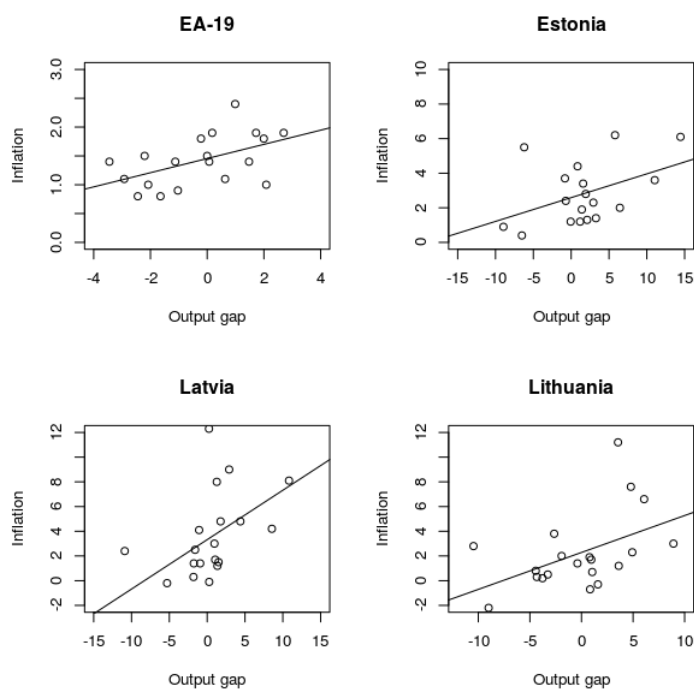 EA-19
Inflation
0.0 1.0 2.0 3.0
-4 -2 0 2 4
Output gap
Estonia
Inflation
0 2 4 6 8 10
-15 -10 -5 0 5 10 15
Output gap
Latvia
Inflation
-2 0 2 4 6 8 12
-15 -10 -5 0 5 10 15
Output gap
Lithuania
Inflation
-2 0 2 4 6 8 12
-10 -5 0 5 10
Output gap